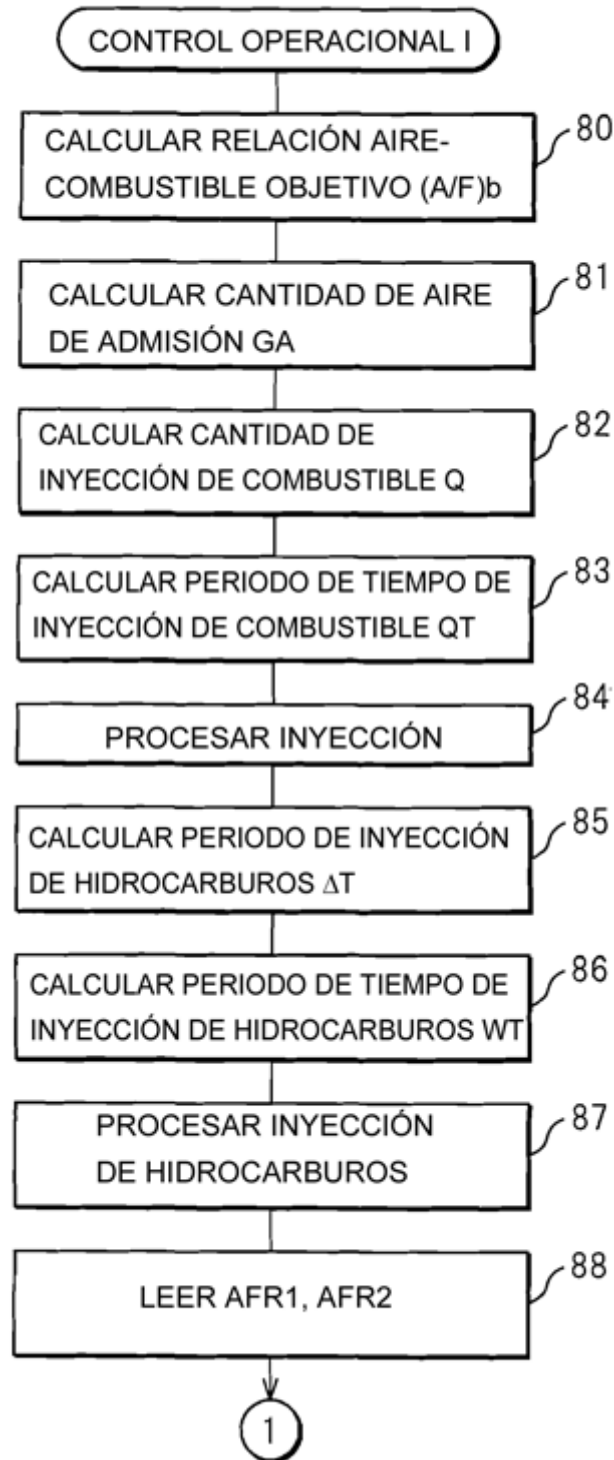 CONTROL OPERACIONAL I
80
CALCULAR RELACIÓN AIRE-
COMBUSTIBLE OBJETIVO (A/F)b
81
CALCULAR CANTIDAD DE AIRE
DE ADMISIÓN GA
82
CALCULAR CANTIDAD DE
INYECCIÓN DE COMBUSTIBLE Q
83
CALCULAR PERIODO DE TIEMPO DE
INYECCIÓN DE COMBUSTIBLE QT
84
PROCESAR INYECCIÓN
85
CALCULAR PERIODO DE INYECCIÓN
DE HIDROCARBUROS ΔT
86
CALCULAR PERIODO DE TIEMPO DE
INYECCIÓN DE HIDROCARBUROS WT
87
PROCESAR INYECCIÓN
DE HIDROCARBUROS
88
LEER AFR1, AFR2
1